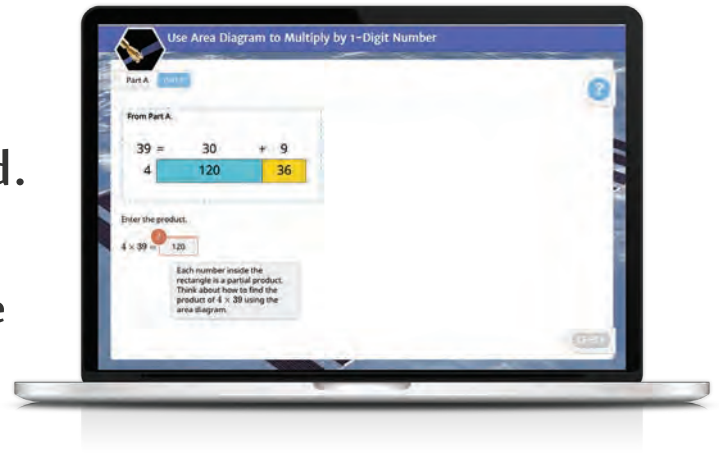 Use Area Diagram to Multiply by 1-Digit Number
Part A
?
From Part A.
39 = 30 + 9
4 120 36
Enter the product.
4 × 39 = 120
Each number inside the
rectangle is a partial product.
Think about how to find the
product of 4 × 39 using the
area diagram.
d.
e